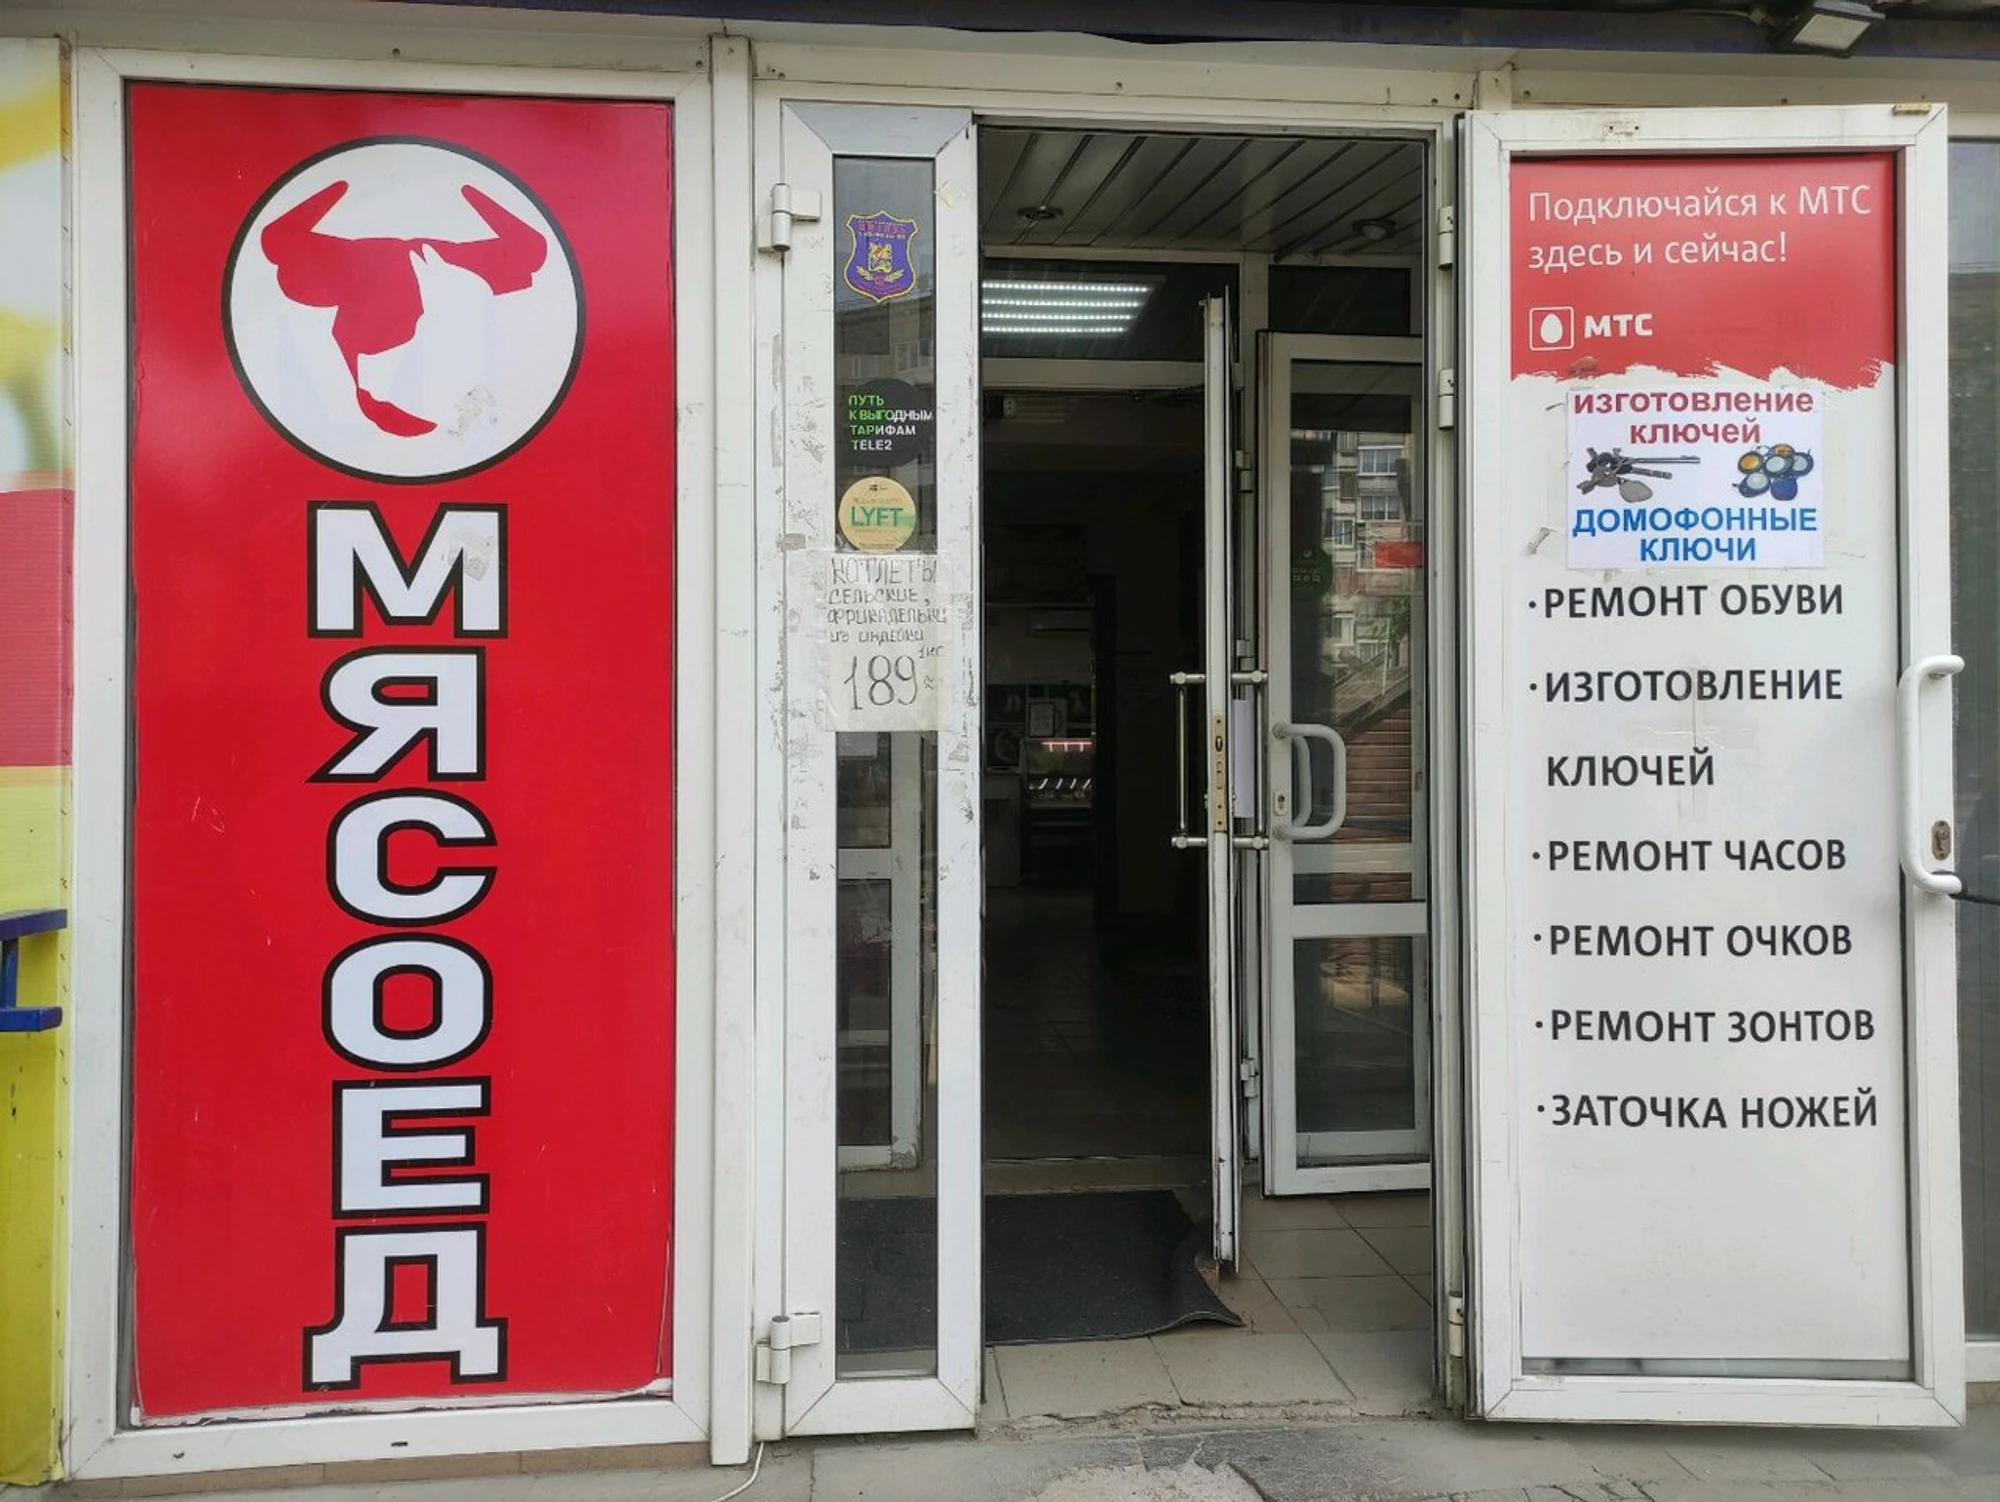 МЯСОЕД
ПУТЬ
К ВЫГОДНЫМ
ТАРИФАМ
TELE2
LYFT
КОТЛЕТЫ
СЕЛЬСКИЕ,
ФРИКАДЕЛЬКИ
ИЗ ИНДЕЙКИ
1кг
189
Подключайся к МТС
здесь и сейчас!
МТС
ИЗГОТОВЛЕНИЕ
КЛЮЧЕЙ
ДОМОФОННЫЕ
КЛЮЧИ
·РЕМОНТ ОБУВИ
·ИЗГОТОВЛЕНИЕ
КЛЮЧЕЙ
·РЕМОНТ ЧАСОВ
·РЕМОНТ ОЧКОВ
·РЕМОНТ ЗОНТОВ
·ЗАТОЧКА НОЖЕЙ